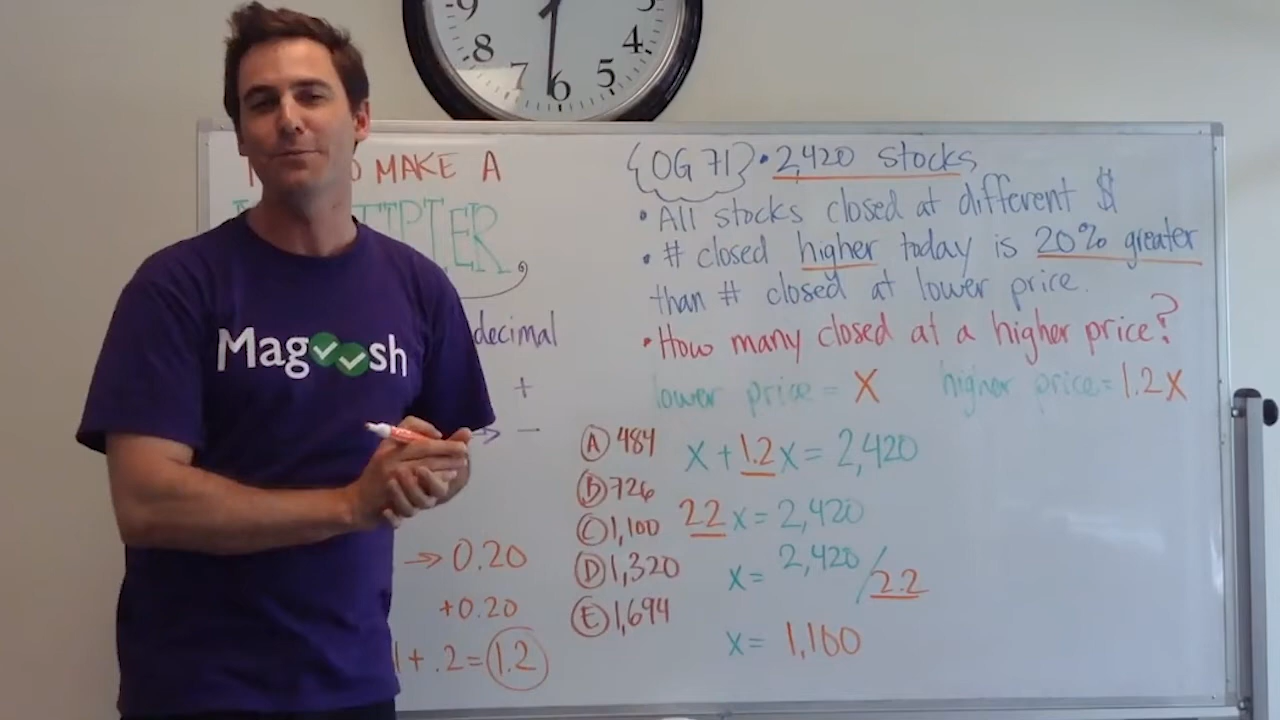 9 8 7 6 5 4 3
TO MAKE A
decimal
+
→ -
→ 0.20
+0.20
1 + .2 = 1.2
Magoosh
{OG 71} • 2,420 stocks
• All stocks closed at different $
• # closed higher today is 20% greater
than # closed at lower price.
• How many closed at a higher price?
lower price = X higher price = 1.2X
A 484
B 726
C 1,100
D 1,320
E 1,694
X + 1.2X = 2,420
22 X = 2,420
X = 2,420/2.2
X = 1,100